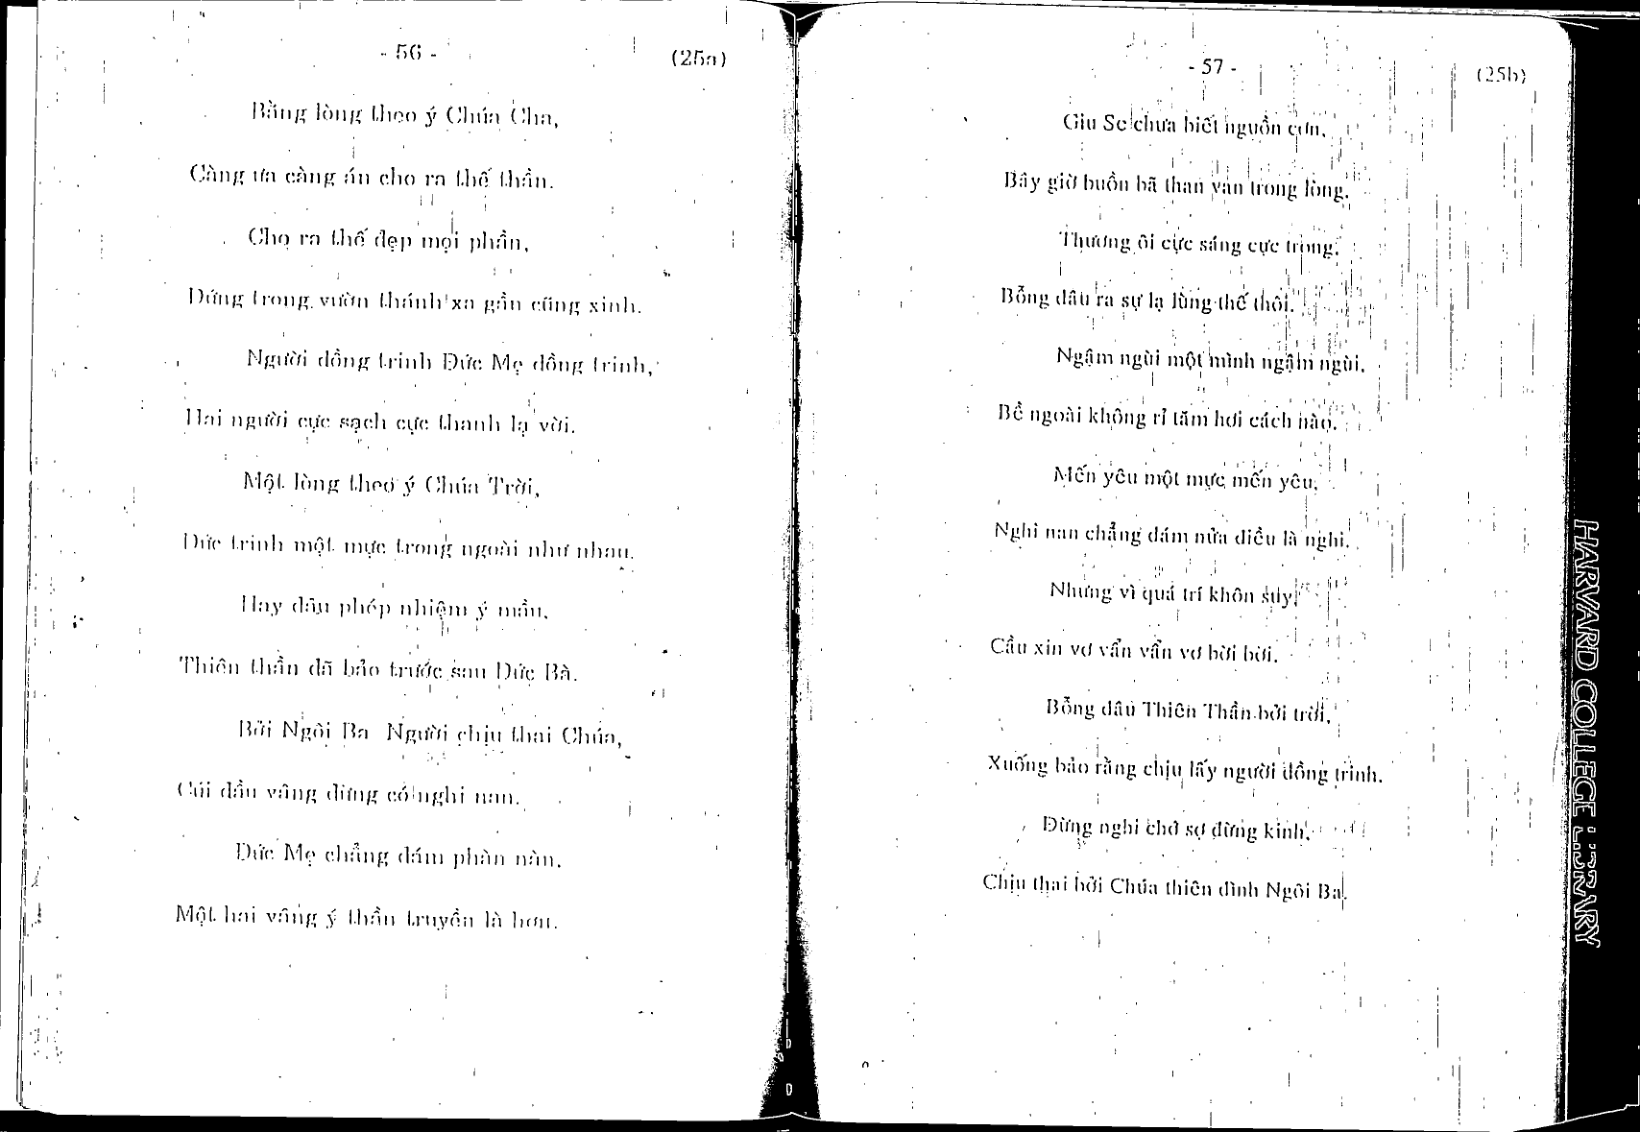 - 56 -
(25a)
Bằng lòng theo ý Chúa Cha,
Càng ưa càng án cho ra thế thần.
Cho ra thế đẹp mọi phần,
Đứng trong vườn thánh xa gần cũng xinh.
Người đồng trinh Đức Mẹ đồng trinh,
Hai người cực sạch cực thanh lạ vời.
Một lòng theo ý Chúa Trời,
Đức trinh một mực trong ngoài như nhau.
Hay đâu phép nhiệm ý mầu,
Thiên thần đã bảo trước sau Đức Bà.
Bởi Ngôi Ba Người chịu thai Chúa,
Cúi đầu vâng đừng có nghi nan.
Đức Mẹ chẳng dám phàn nàn,
Một hai vâng ý thần truyền là hơn.
- 57 -
(25b)
Giu Se chưa biết nguồn cơn,
Bây giờ buồn bã than van trong lòng.
Thương ôi cực sáng cực trong,
Bỗng đâu ra sự lạ lùng thế thôi.
Ngậm ngùi một mình ngậm ngùi,
Bề ngoài không rỉ tăm hơi cách nào.
Mến yêu một mực mến yêu,
Nghi nan chẳng dám nửa điều là nghi.
Nhưng vì quá trí khôn suy,
Cầu xin vơ vẩn vẩn vơ bời bời.
Bỗng đâu Thiên Thần bởi trời,
Xuống bảo rằng chịu lấy người đồng trinh.
Đừng nghi chớ sợ đừng kinh,
Chịu thai bởi Chúa thiên đình Ngôi Ba.
HARVARD COLLEGE LIBRARY